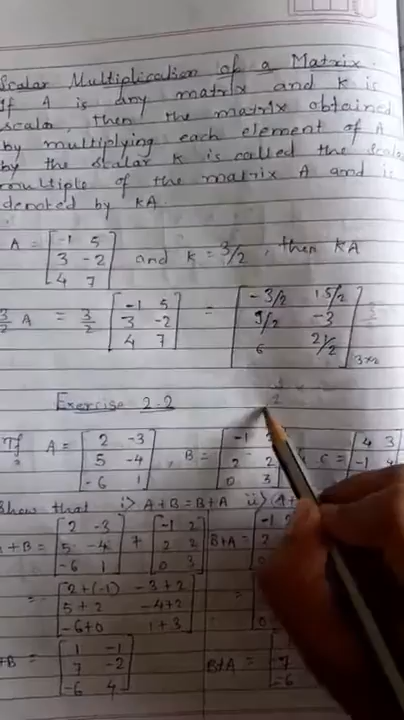 Scalar Multiplication of a Matrix.
If A is any matrix and K is
scalar, then the matrix obtained
by multiplying each element of A
by the scalar K is called the scalar
multiple of the matrix A and is
denoted by KA.
A = [-1 5; 3 -2; 4 7] and K = 3/2, then KA
3/2 A = 3/2 [-1 5; 3 -2; 4 7] = [-3/2 15/2; 9/2 -3; 6 21/2] 3×2
Exercise 2.2
If A = [2 -3; 5 -4; -6 1], B = [-1; 2 2; 0 3], C = [4 3; -1 4
Show that i> A+B = B+A ii> (A+
A+B = [2 -3; 5 -4; -6 1] + [-1 2; 2 2; 0 3] B+A = [-1 2; 2
= [2+(-1) -3+2; 5+2 -4+2; -6+0 1+3] =
A+B = [1 -1; 7 -2; -6 4] B+A =